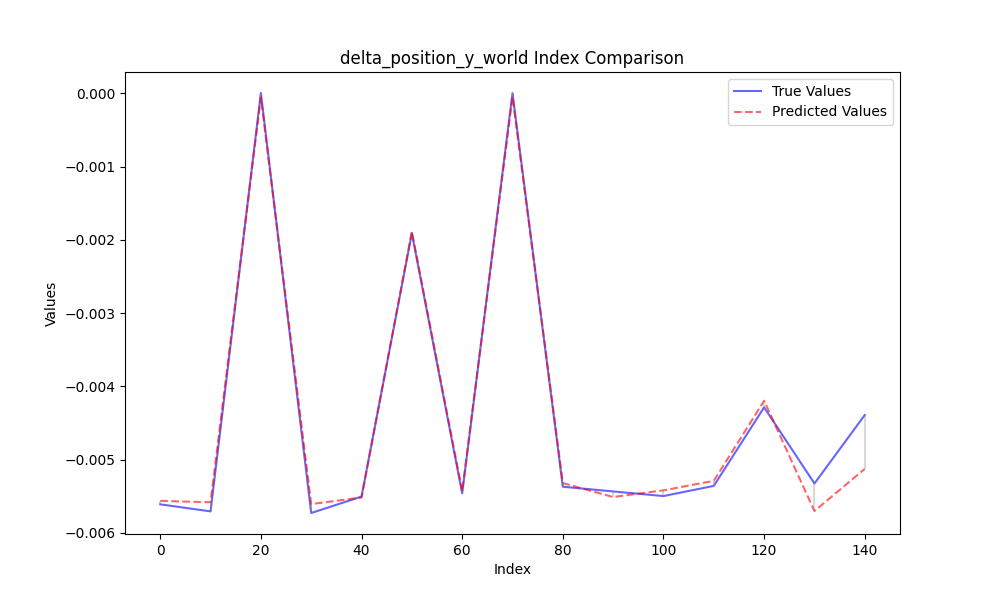 delta_position_y_world Index Comparison
True Values
Predicted Values
0.000
−0.001
−0.002
−0.003
−0.004
−0.005
−0.006
Values
0 20 40 60 80 100 120 140
Index